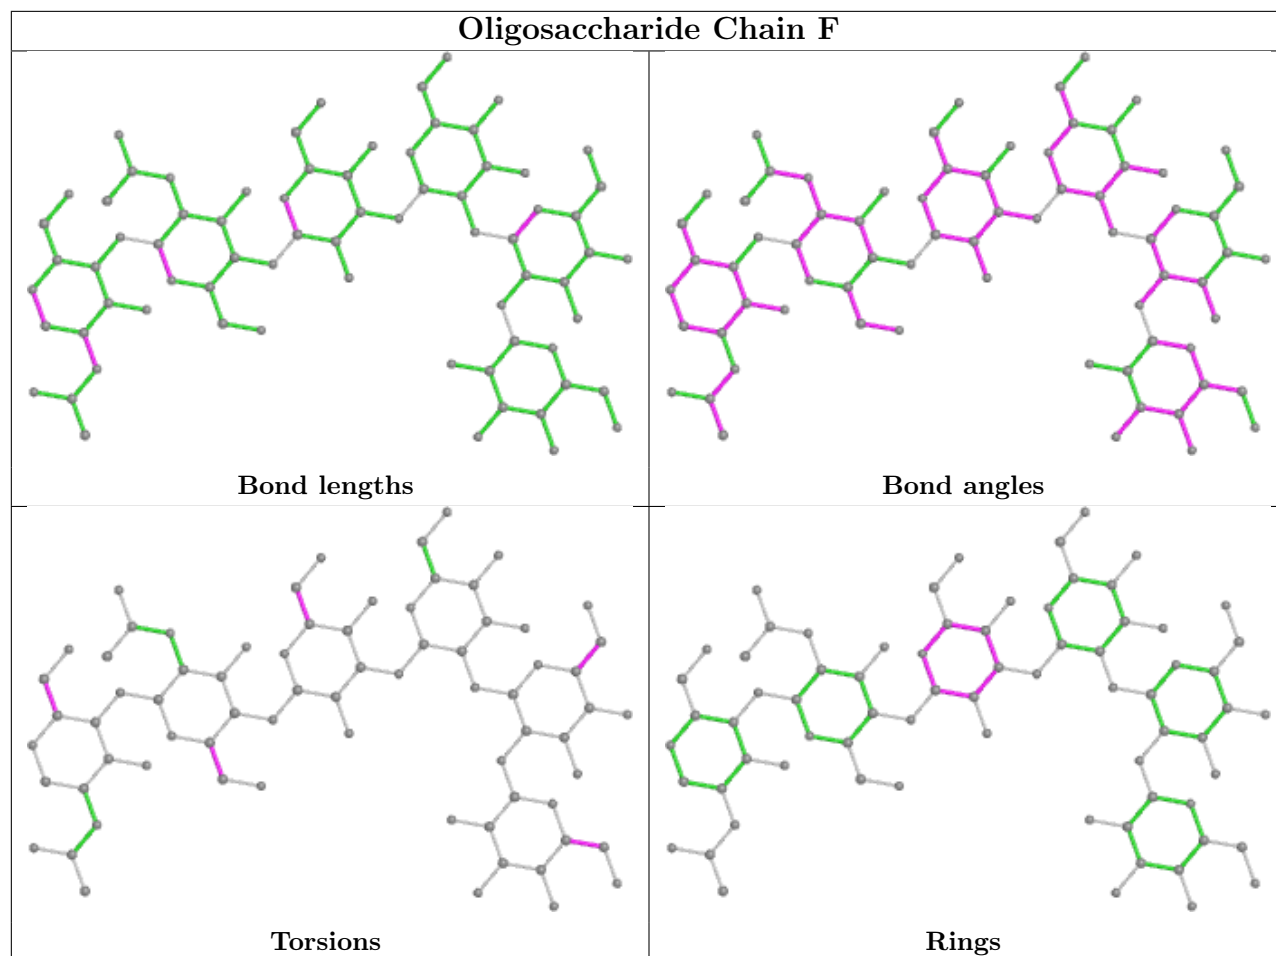 Oligosaccharide Chain F
Bond lengths
Bond angles
Torsions
Rings